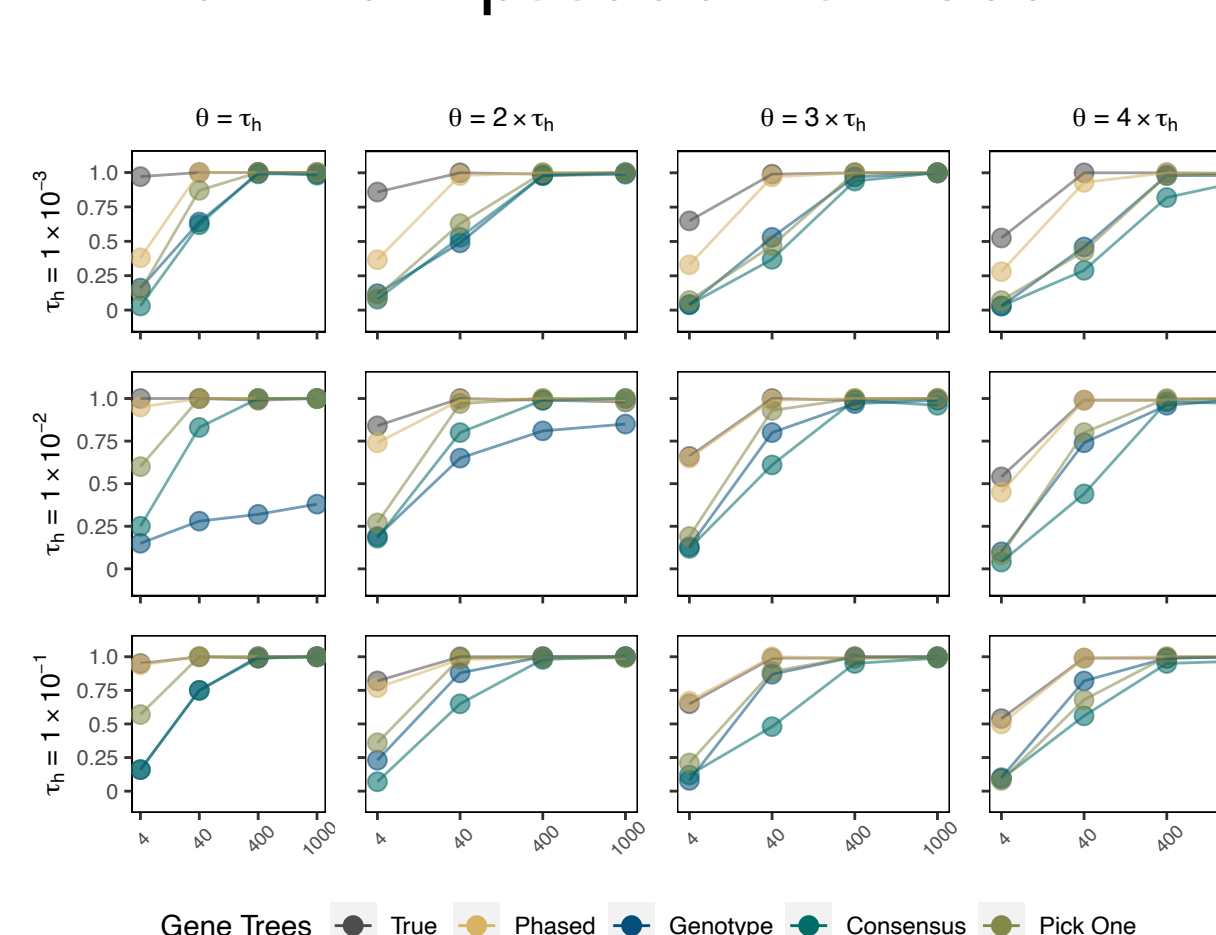 θ = τh
θ = 2 × τh
θ = 3 × τh
θ = 4 × τh
τh = 1 × 10−3
1.0
0.75
0.5
0.25
0
τh = 1 × 10−2
1.0
0.75
0.5
0.25
0
τh = 1 × 10−1
1.0
0.75
0.5
0.25
0
4 40 400 1000
4 40 400 1000
4 40 400 1000
4 40 400
Gene Trees True Phased Genotype Consensus Pick One